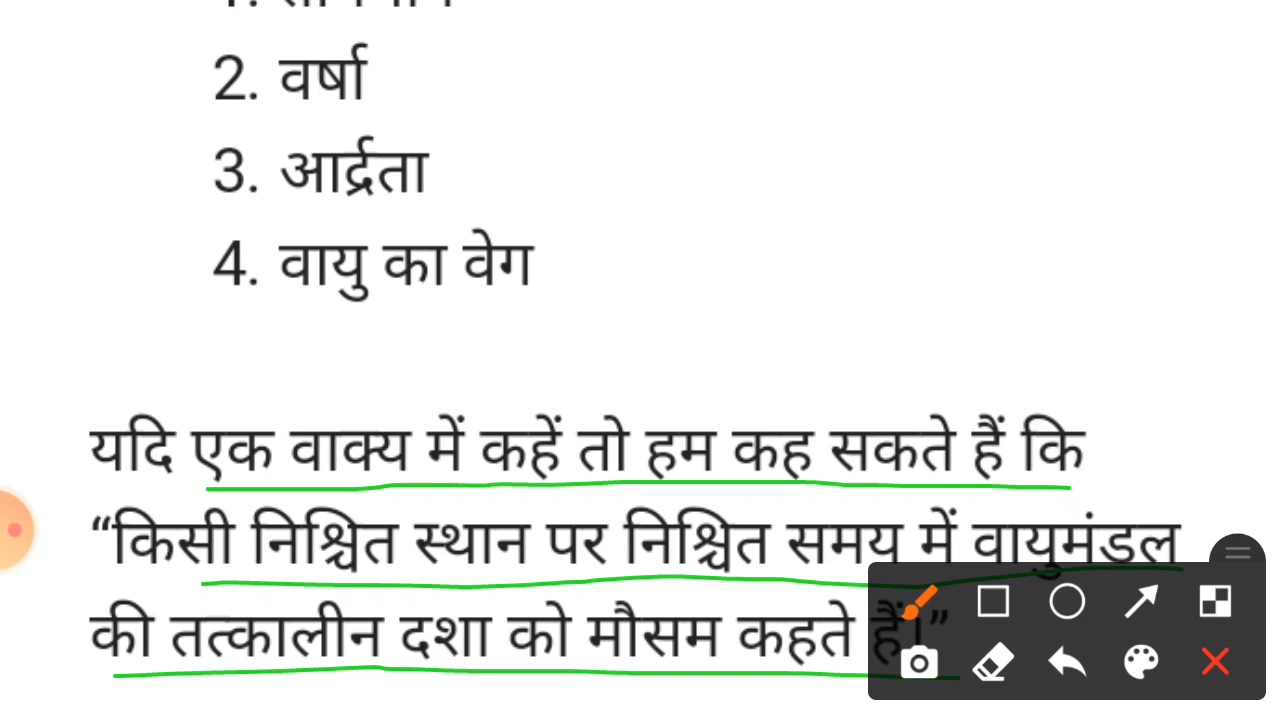 2. वर्षा
3. आर्द्रता
4. वायु का वेग
यदि एक वाक्य में कहें तो हम कह सकते हैं कि
“किसी निश्चित स्थान पर निश्चित समय में वायुमंडल
की तत्कालीन दशा को मौसम कहते हैं।”